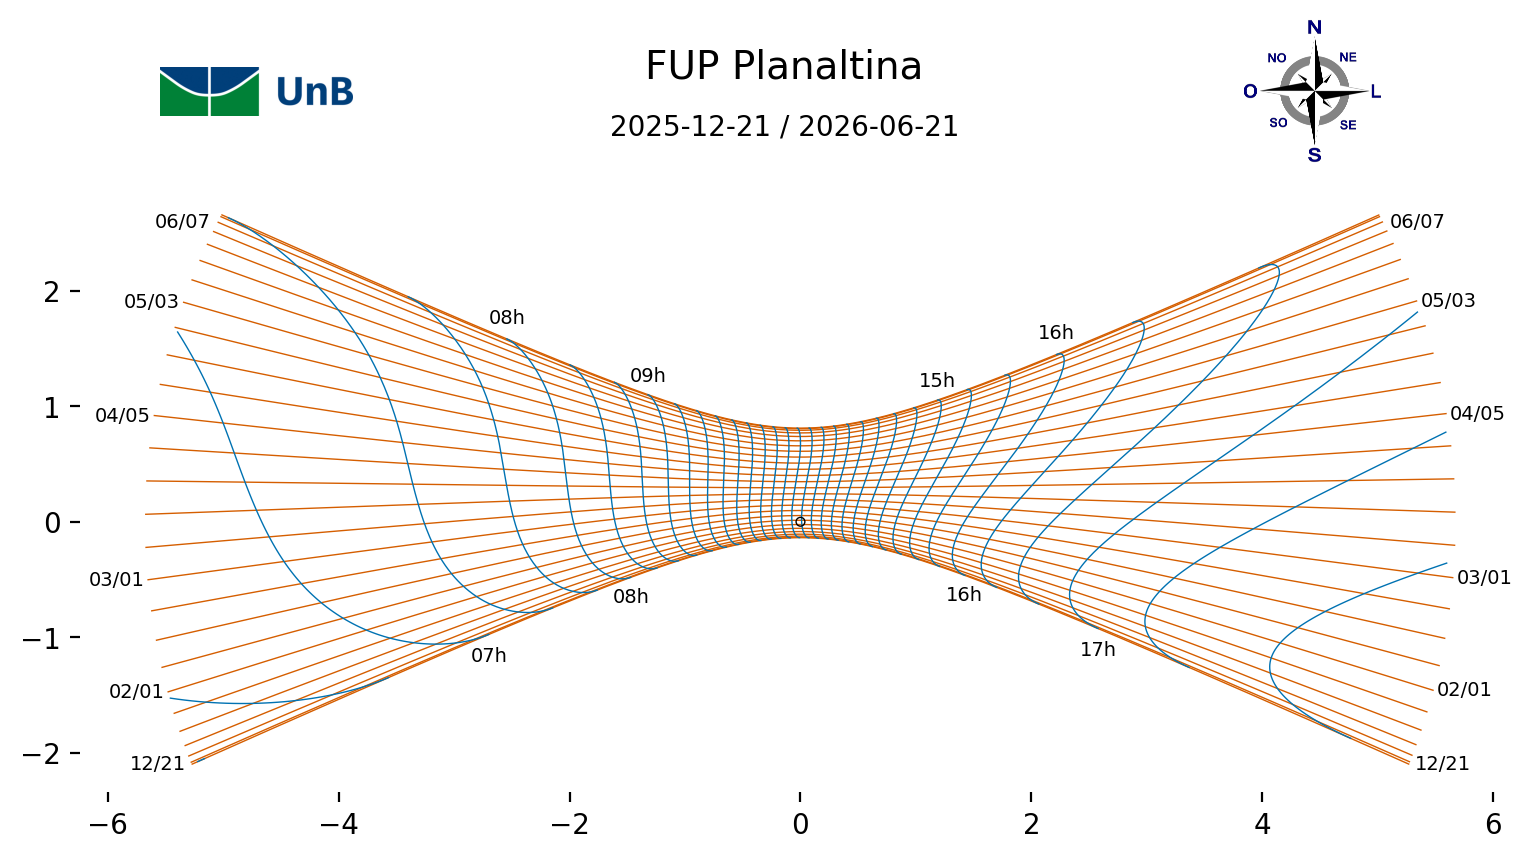 N
NO NE
O L
SO SE
S
UnB
FUP Planaltina
2025-12-21 / 2026-06-21
06/07 06/07
05/03 05/03
08h 16h
09h 15h
04/05 04/05
03/01 03/01
08h 16h
07h 17h
02/01 02/01
12/21 12/21
2
1
0
−1
−2
−6 −4 −2 0 2 4 6